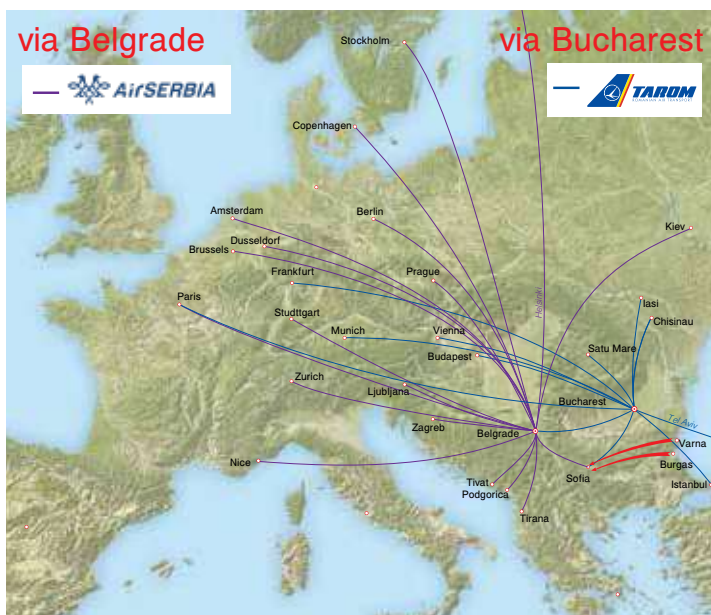 via Belgrade
via Bucharest
AirSERBIA
TAROM
ROMANIAN AIR TRANSPORT
Stockholm
Copenhagen
Amsterdam
Berlin
Kiev
Dusseldorf
Brussels
Frankfurt
Prague
Paris
Helsinki
Iasi
Studttgart
Chisinau
Munich
Vienna
Satu Mare
Budapest
Zurich
Ljubljana
Bucharest
Tel Aviv
Zagreb
Belgrade
Varna
Nice
Burgas
Sofia
Tivat
Istanbul
Podgorica
Tirana